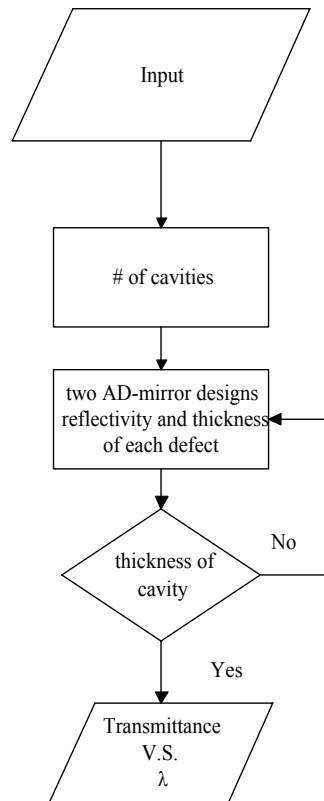 Input
# of cavities
two AD-mirror designs
reflectivity and thickness
of each defect
thickness of
cavity
No
Yes
Transmittance
V.S.
λ